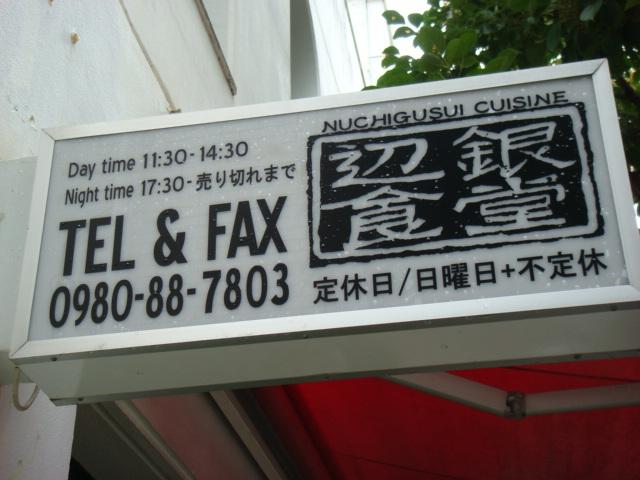 Day time 11:30-14:30
Night time 17:30-売り切れまで
TEL & FAX
0980-88-7803
NUCHIGUSUI CUISINE
辺銀
食堂
定休日/日曜日+不定休